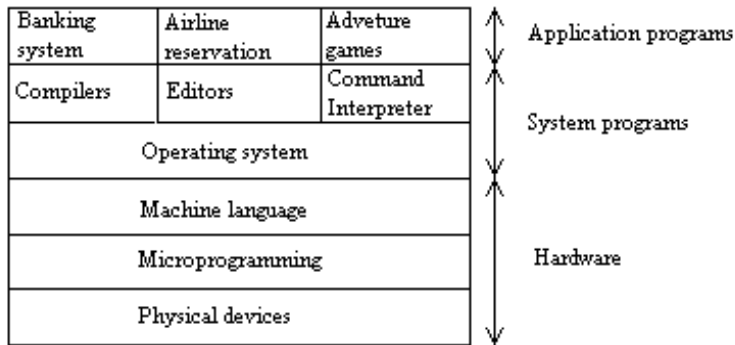 Banking system
Airline reservation
Adveture games
Application programs
Compilers
Editors
Command Interpreter
System programs
Operating system
Machine language
Microprogramming
Hardware
Physical devices